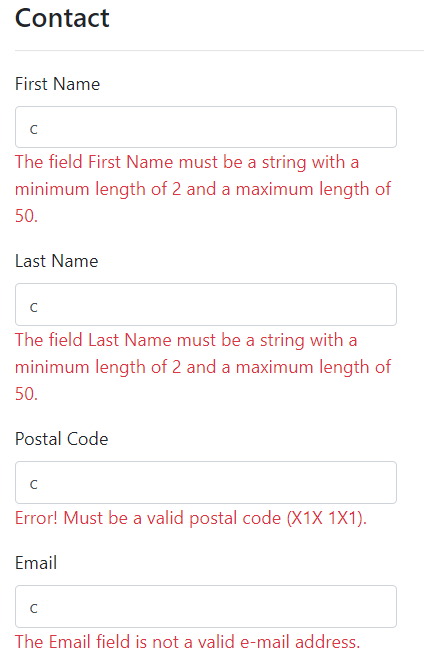 Contact
First Name
c
The field First Name must be a string with a
minimum length of 2 and a maximum length of
50.
Last Name
c
The field Last Name must be a string with a
minimum length of 2 and a maximum length of
50.
Postal Code
c
Error! Must be a valid postal code (X1X 1X1).
Email
c
The Email field is not a valid e-mail address.